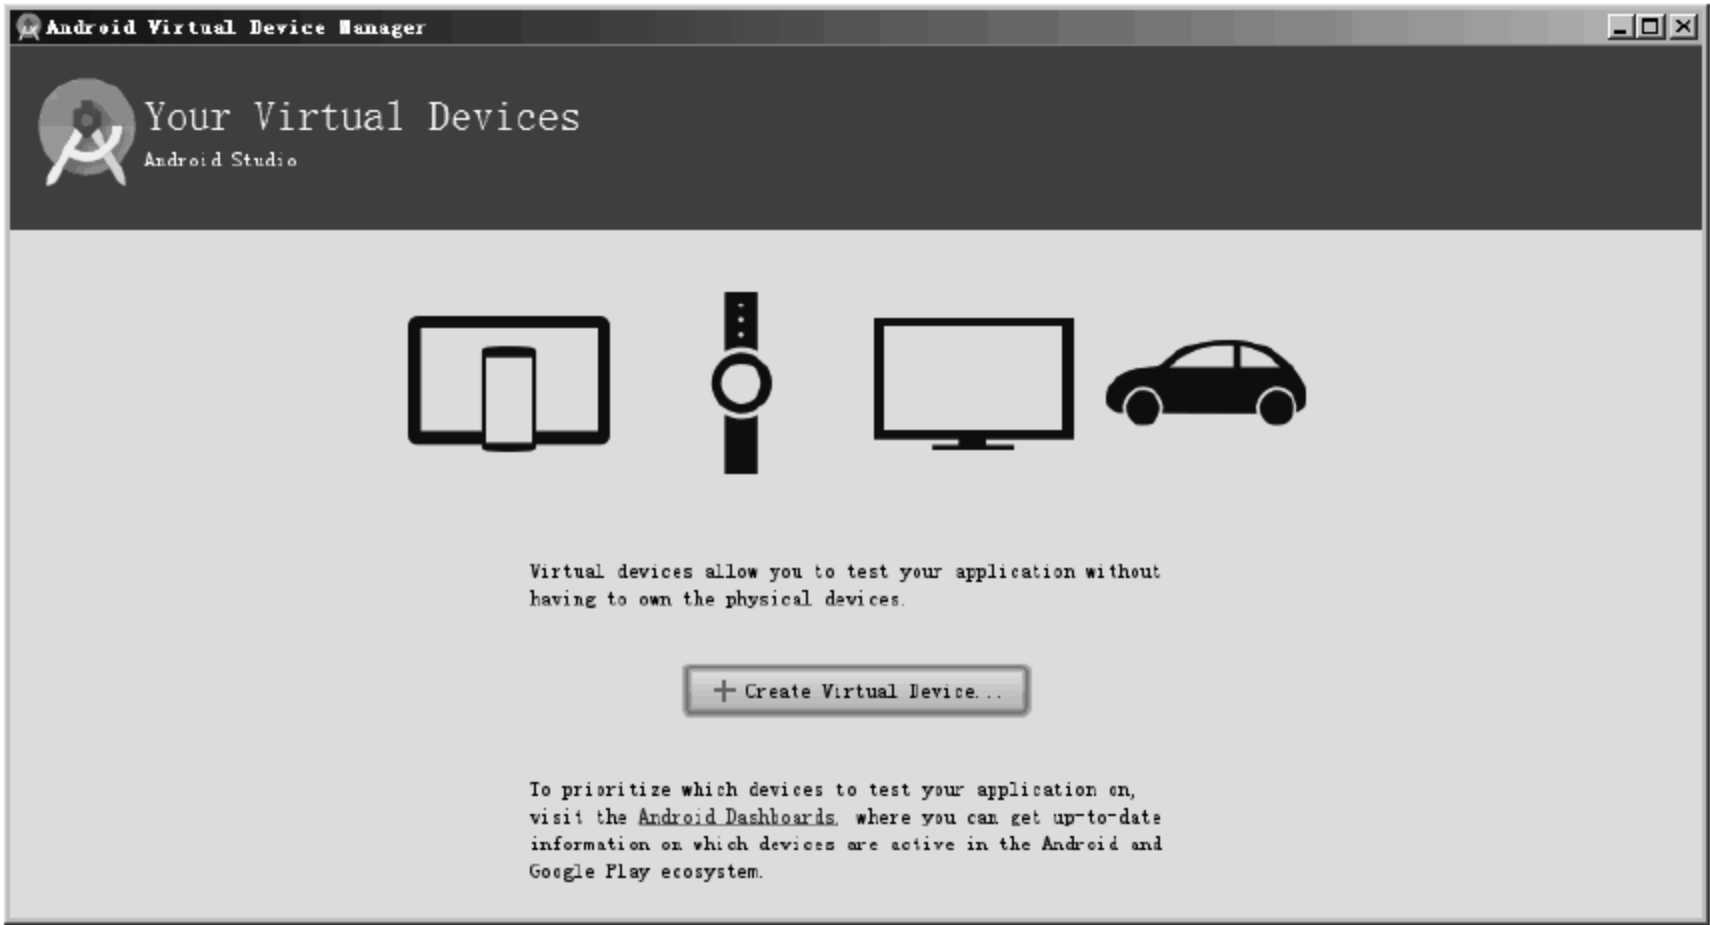 Android Virtual Device Manager
Your Virtual Devices
Android Studio
Virtual devices allow you to test your application without
having to own the physical devices.
+ Create Virtual Device...
To prioritize which devices to test your application on,
visit the Android Dashboards, where you can get up-to-date
information on which devices are active in the Android and
Google Play ecosystem.